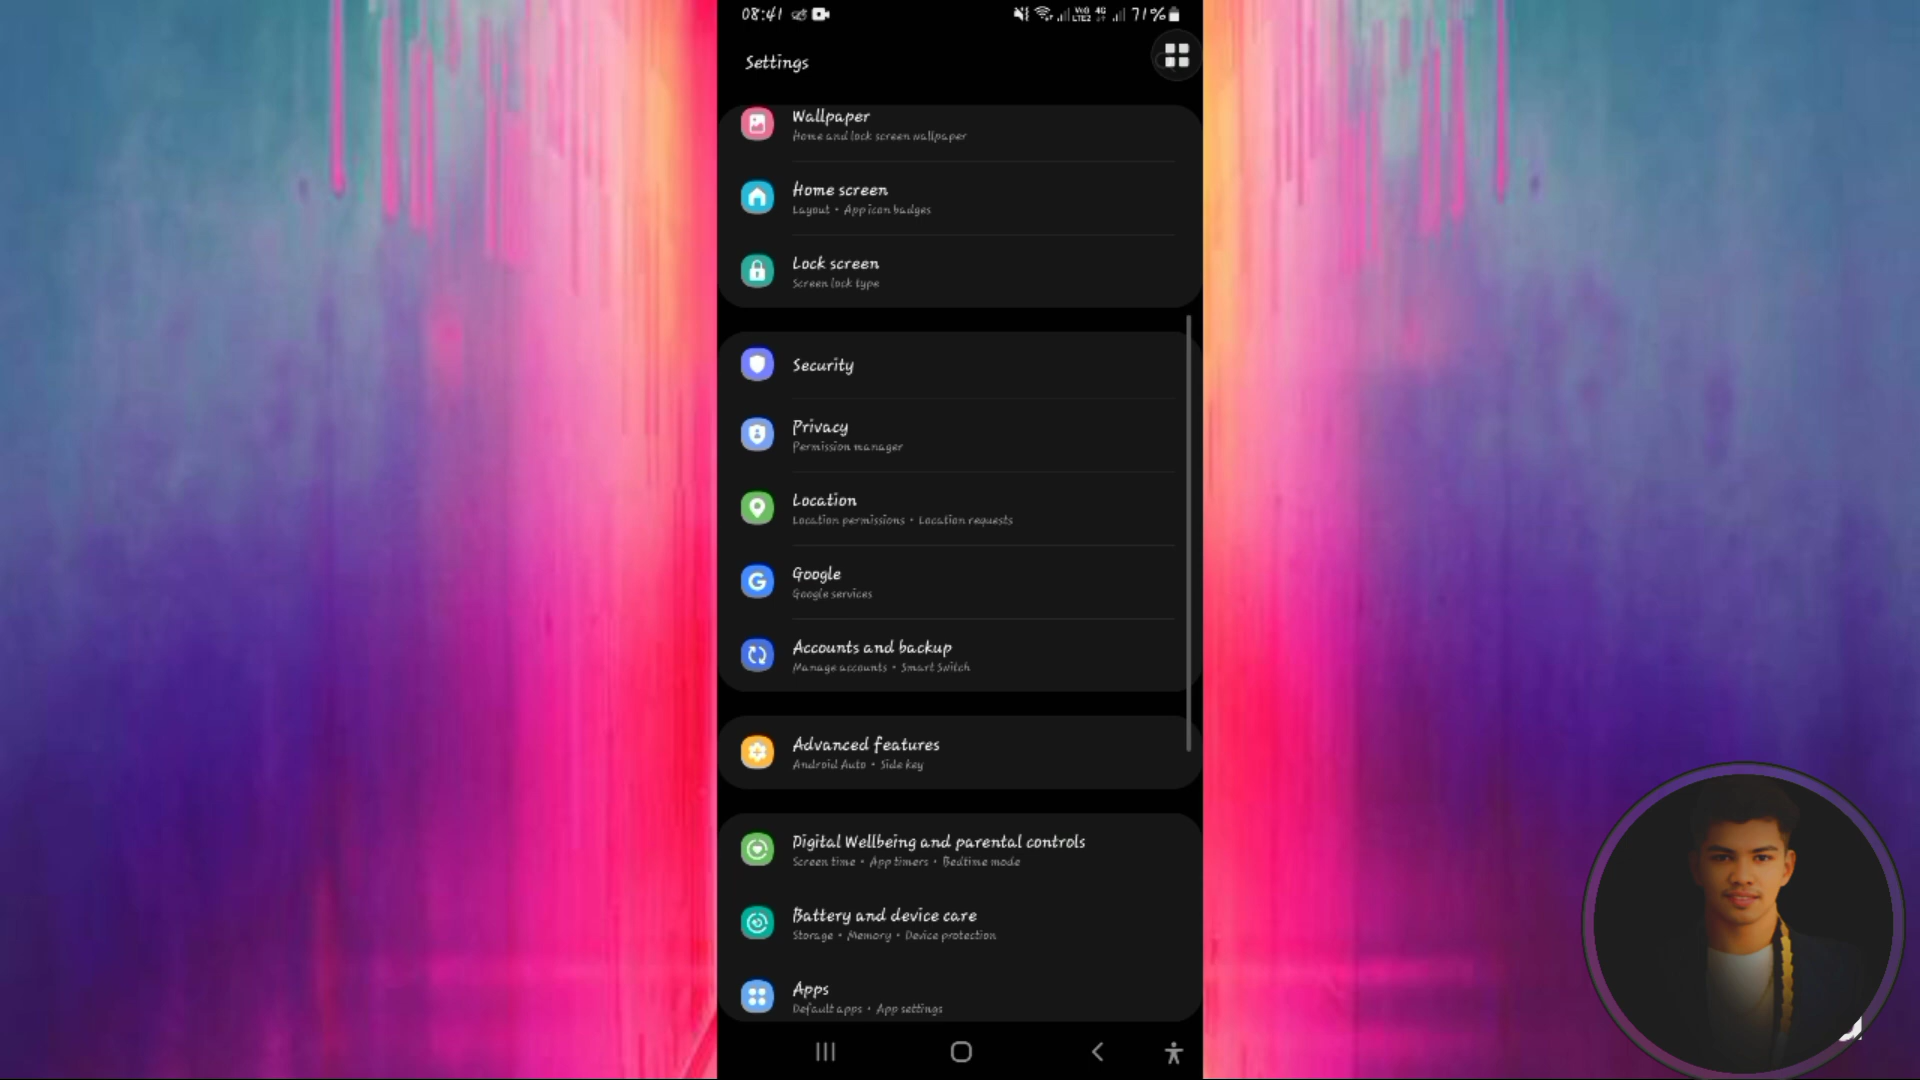 08:41 71%
Settings
Wallpaper
Home and lock screen wallpaper
Home screen
Layout • App icon badges
Lock screen
Screen lock type
Security
Privacy
Permission manager
Location
Location permissions • Location requests
Google
Google services
Accounts and backup
Manage accounts • Smart Switch
Advanced features
Android Auto • Side key
Digital Wellbeing and parental controls
Screen time • App timers • Bedtime mode
Battery and device care
Storage • Memory • Device protection
Apps
Default apps • App settings